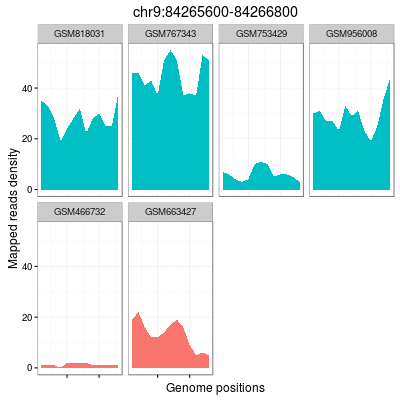 chr9:84265600-84266800
GSM818031 GSM767343 GSM753429 GSM956008
40
20
0
GSM466732 GSM663427
40
20
0
Mapped reads density
Genome positions